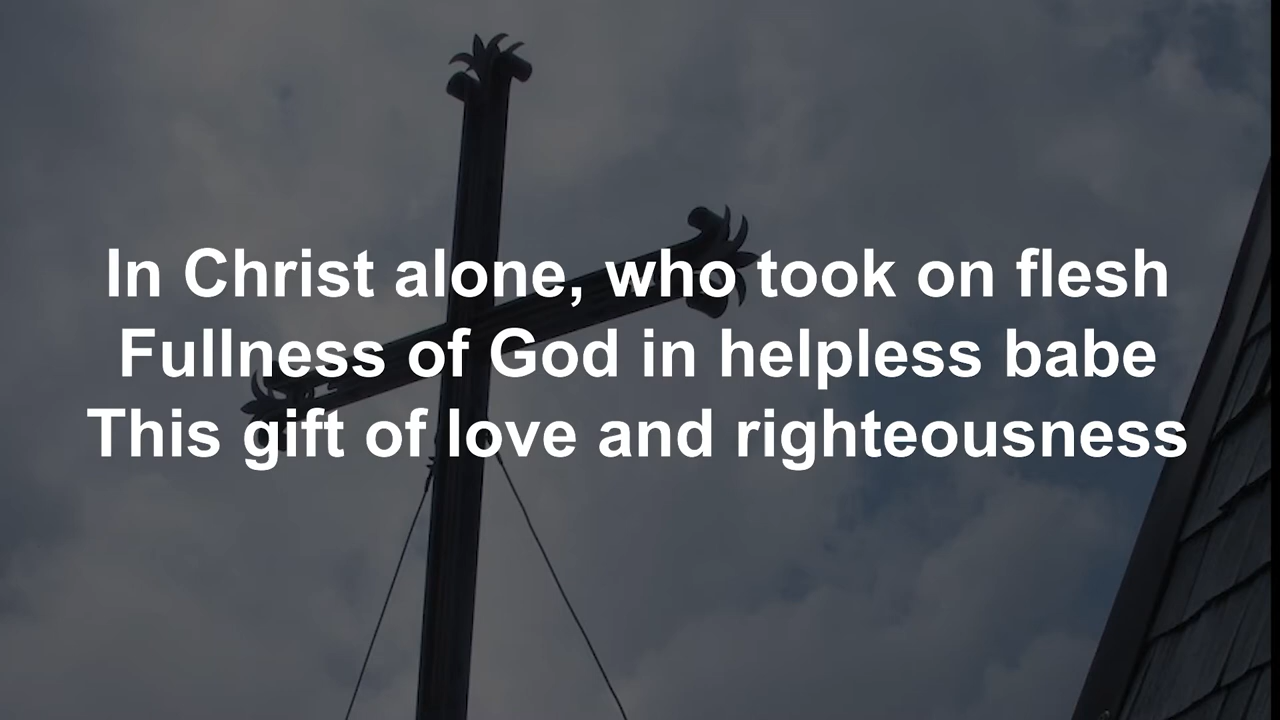 In Christ alone, who took on flesh
Fullness of God in helpless babe
This gift of love and righteousness